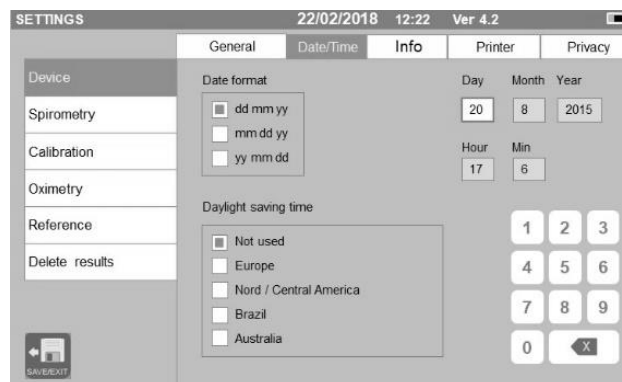 SETTINGS 22/02/2018 12:22 Ver 4.2
General Date/Time Info Printer Privacy
Device
Spirometry
Calibration
Oximetry
Reference
Delete results
Date format
dd mm yy
mm dd yy
yy mm dd
Day Month Year
20 8 2015
Hour Min
17 6
Daylight saving time
Not used
Europe
Nord / Central America
Brazil
Australia
1 2 3
4 5 6
7 8 9
0 X
SAVE/EXIT